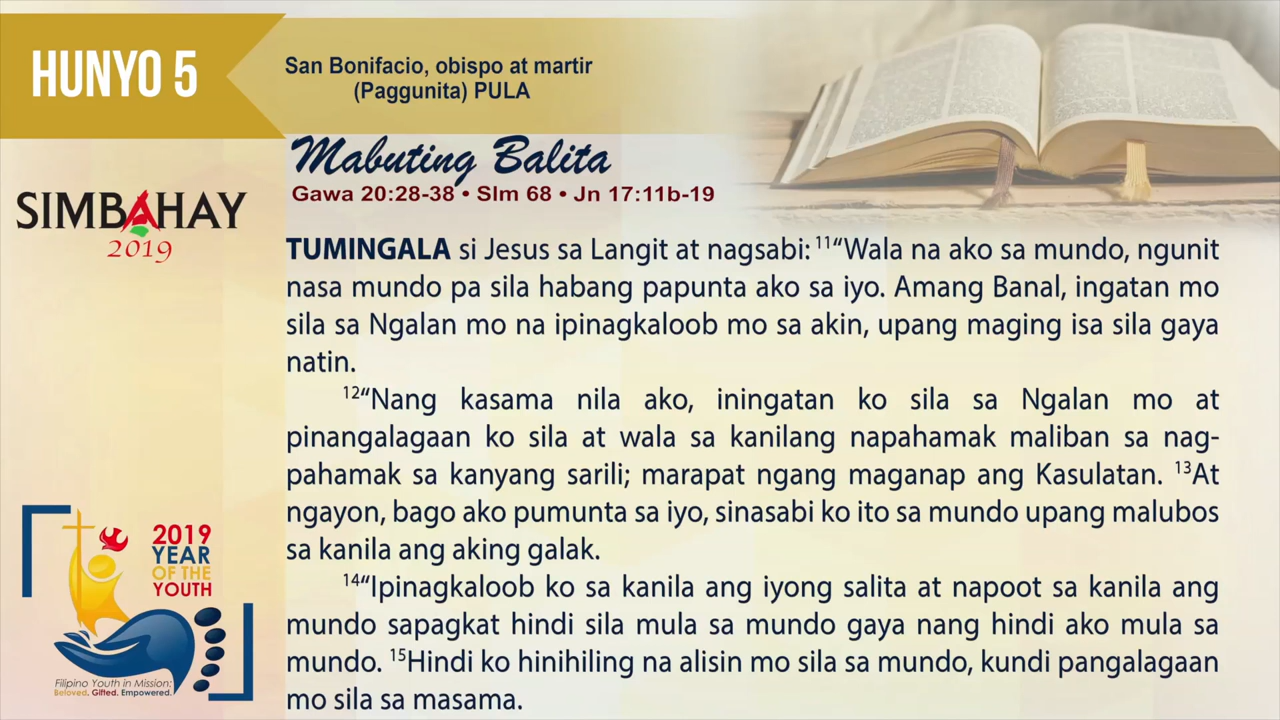 HUNYO 5
San Bonifacio, obispo at martir
(Paggunita) PULA
Mabuting Balita
Gawa 20:28-38 • Slm 68 • Jn 17:11b-19
SIMBAHAY
2019
TUMINGALA si Jesus sa Langit at nagsabi: 11“Wala na ako sa mundo, ngunit
nasa mundo pa sila habang papunta ako sa iyo. Amang Banal, ingatan mo
sila sa Ngalan mo na ipinagkaloob mo sa akin, upang maging isa sila gaya
natin.
12“Nang kasama nila ako, iningatan ko sila sa Ngalan mo at
pinangalagaan ko sila at wala sa kanilang napahamak maliban sa nag-
pahamak sa kanyang sarili; marapat ngang maganap ang Kasulatan. 13At
ngayon, bago ako pumunta sa iyo, sinasabi ko ito sa mundo upang malubos
sa kanila ang aking galak.
14“Ipinagkaloob ko sa kanila ang iyong salita at napoot sa kanila ang
mundo sapagkat hindi sila mula sa mundo gaya nang hindi ako mula sa
mundo. 15Hindi ko hinihiling na alisin mo sila sa mundo, kundi pangalagaan
mo sila sa masama.
2019
YEAR
OF THE
YOUTH
Filipino Youth in Mission:
Beloved. Gifted. Empowered.